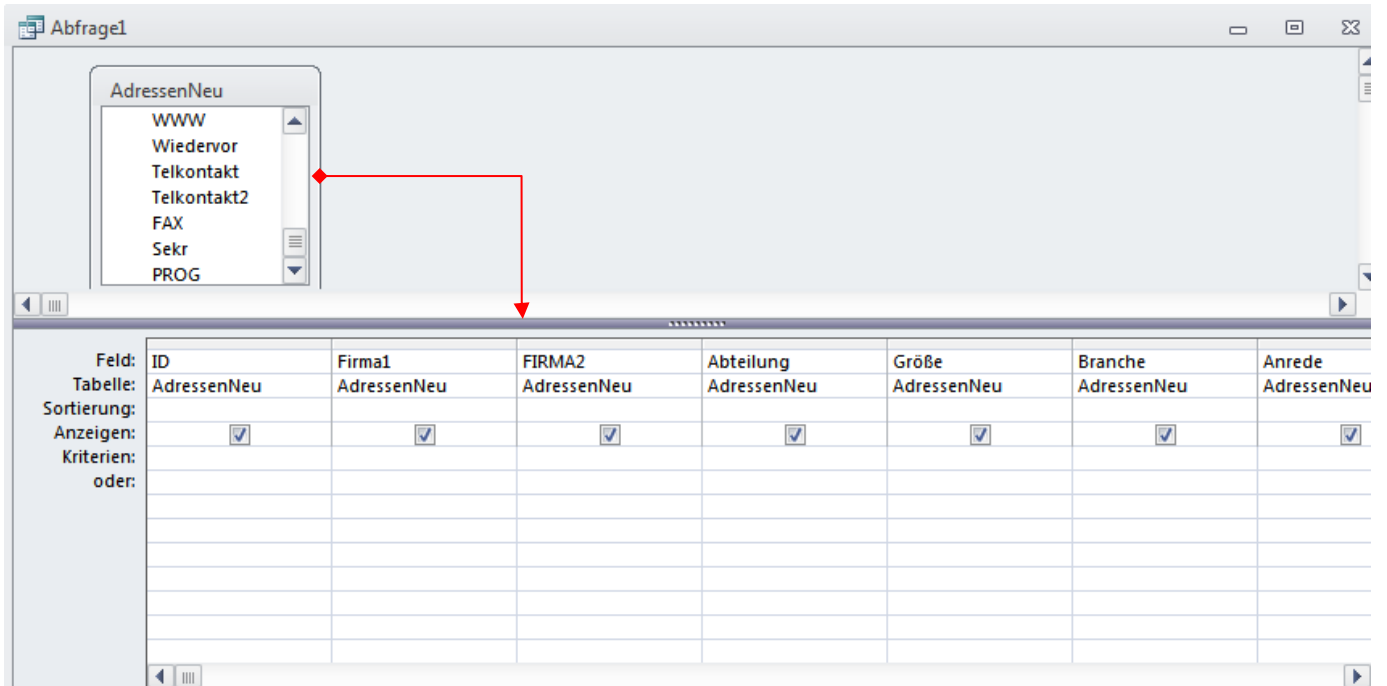 Abfrage1
AdressenNeu
WWW
Wiedervor
Telkontakt
Telkontakt2
FAX
Sekr
PROG
Feld: ID Firma1 FIRMA2 Abteilung Größe Branche Anrede
Tabelle: AdressenNeu AdressenNeu AdressenNeu AdressenNeu AdressenNeu AdressenNeu AdressenNeu
Sortierung:
Anzeigen:
Kriterien:
oder: